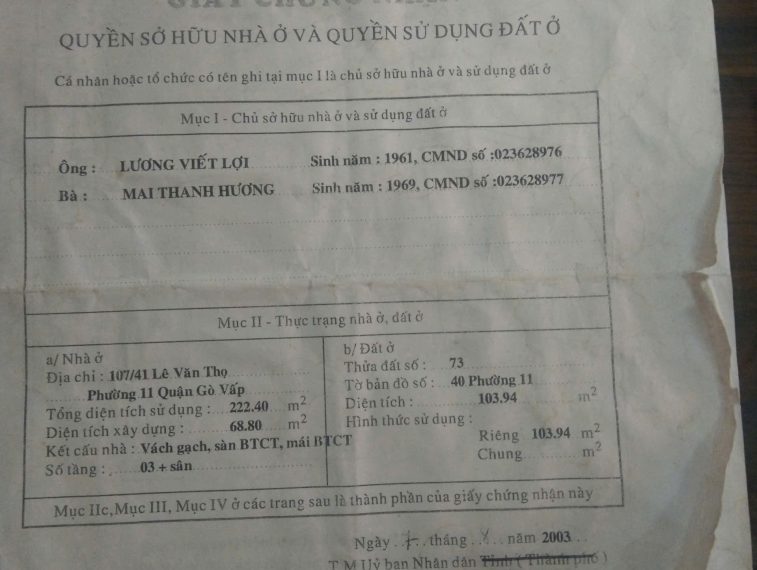 GIẤY CHỨNG NHẬN
QUYỀN SỞ HỮU NHÀ Ở VÀ QUYỀN SỬ DỤNG ĐẤT Ở
Cá nhân hoặc tổ chức có tên ghi tại mục I là chủ sở hữu nhà ở và sử dụng đất ở
Mục I - Chủ sở hữu nhà ở và sử dụng đất ở
Ông : LƯƠNG VIẾT LỢI Sinh năm : 1961, CMND số :023628976
Bà : MAI THANH HƯƠNG Sinh năm : 1969, CMND số :023628977
Mục II - Thực trạng nhà ở, đất ở
a/ Nhà ở
Địa chỉ : 107/41 Lê Văn Thọ
Phường 11 Quận Gò Vấp
Tổng diện tích sử dụng : 222.40 m²
Diện tích xây dựng : 68.80 m²
Kết cấu nhà : Vách gạch, sàn BTCT, mái BTCT
Số tầng : 03 + sân
b/ Đất ở
Thửa đất số : 73
Tờ bản đồ số : 40 Phường 11
Diện tích : 103.94 m²
Hình thức sử dụng :
Riêng 103.94 m²
Chung m²
Mục IIc,Mục III, Mục IV ở các trang sau là thành phần của giấy chứng nhận này
Ngày tháng năm 2003
T.M Uỷ ban Nhân dân Tỉnh ( Thành phố )